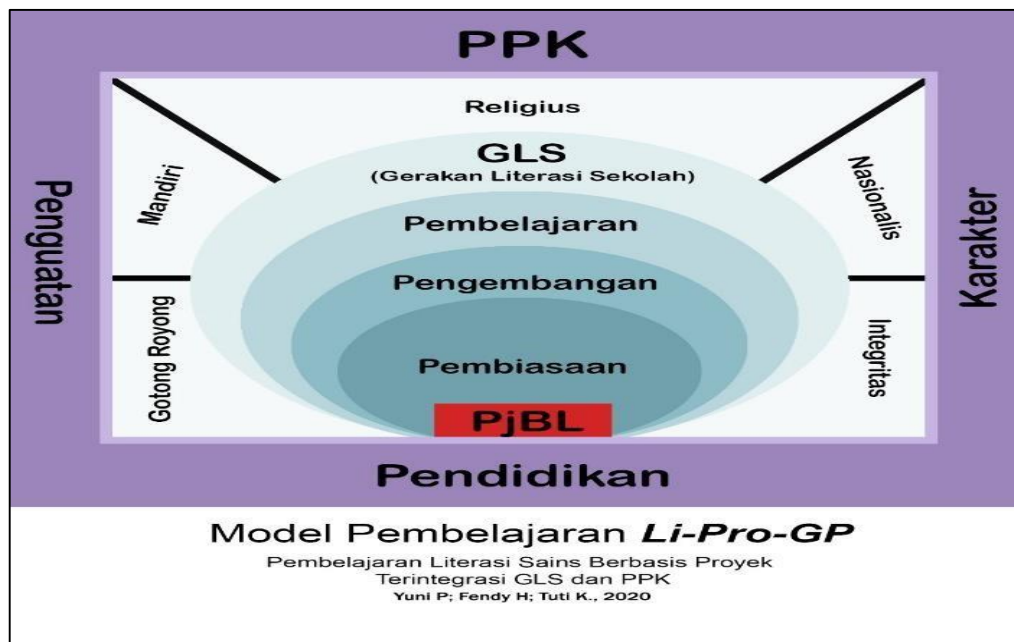 PPK
Religius
GLS
(Gerakan Literasi Sekolah)
Mandiri
Nasionalis
Penguatan
Pembelajaran
Karakter
Pengembangan
Gotong Royong
Integritas
Pembiasaan
PjBL
Pendidikan
Model Pembelajaran Li-Pro-GP
Pembelajaran Literasi Sains Berbasis Proyek
Terintegrasi GLS dan PPK
Yuni P; Fendy H; Tuti K., 2020